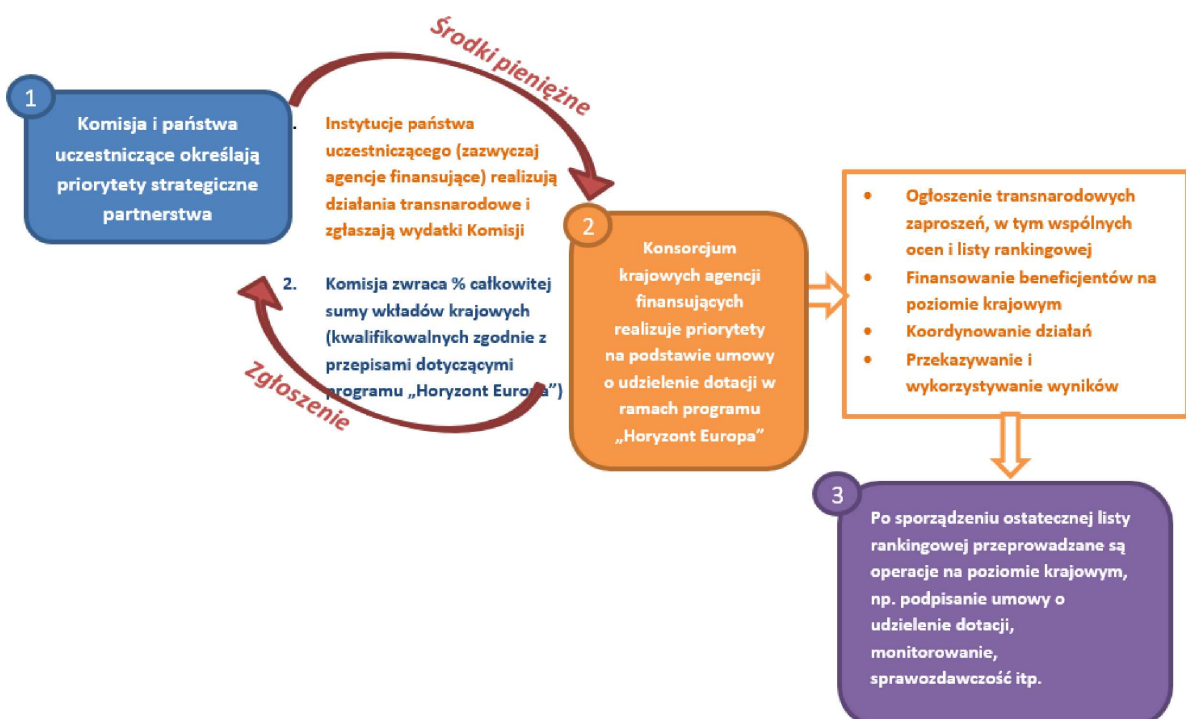 Środki pieniężne
1
Komisja i państwa
uczestniczące określają
priorytety strategiczne
partnerstwa
. Instytucje państwa
uczestniczącego (zazwyczaj
agencje finansujące) realizują
działania transnarodowe i
zgłaszają wydatki Komisji
2. Komisja zwraca % całkowitej
sumy wkładów krajowych
(kwalifikowalnych zgodnie z
przepisami dotyczącymi
programu „Horyzont Europa”)
Zgłoszenie
2
Konsorcjum
krajowych agencji
finansujących
realizuje priorytety
na podstawie umowy
o udzielenie dotacji w
ramach programu
„Horyzont Europa”
• Ogłoszenie transnarodowych
zaproszeń, w tym wspólnych
ocen i listy rankingowej
• Finansowanie beneficjentów na
poziomie krajowym
• Koordynowanie działań
• Przekazywanie i
wykorzystywanie wyników
3
Po sporządzeniu ostatecznej listy
rankingowej przeprowadzane są
operacje na poziomie krajowym,
np. podpisanie umowy o
udzielenie dotacji,
monitorowanie,
sprawozdawczość itp.